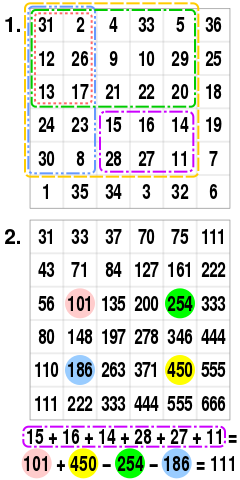 1.
31 2 4 33 5 36
12 26 9 10 29 25
13 17 21 22 20 18
24 23 15 16 14 19
30 8 28 27 11 7
1 35 34 3 32 6
2.
31 33 37 70 75 111
43 71 84 127 161 222
56 101 135 200 254 333
80 148 197 278 346 444
110 186 263 371 450 555
111 222 333 444 555 666
15 + 16 + 14 + 28 + 27 + 11 =
101 + 450 − 254 − 186 = 111